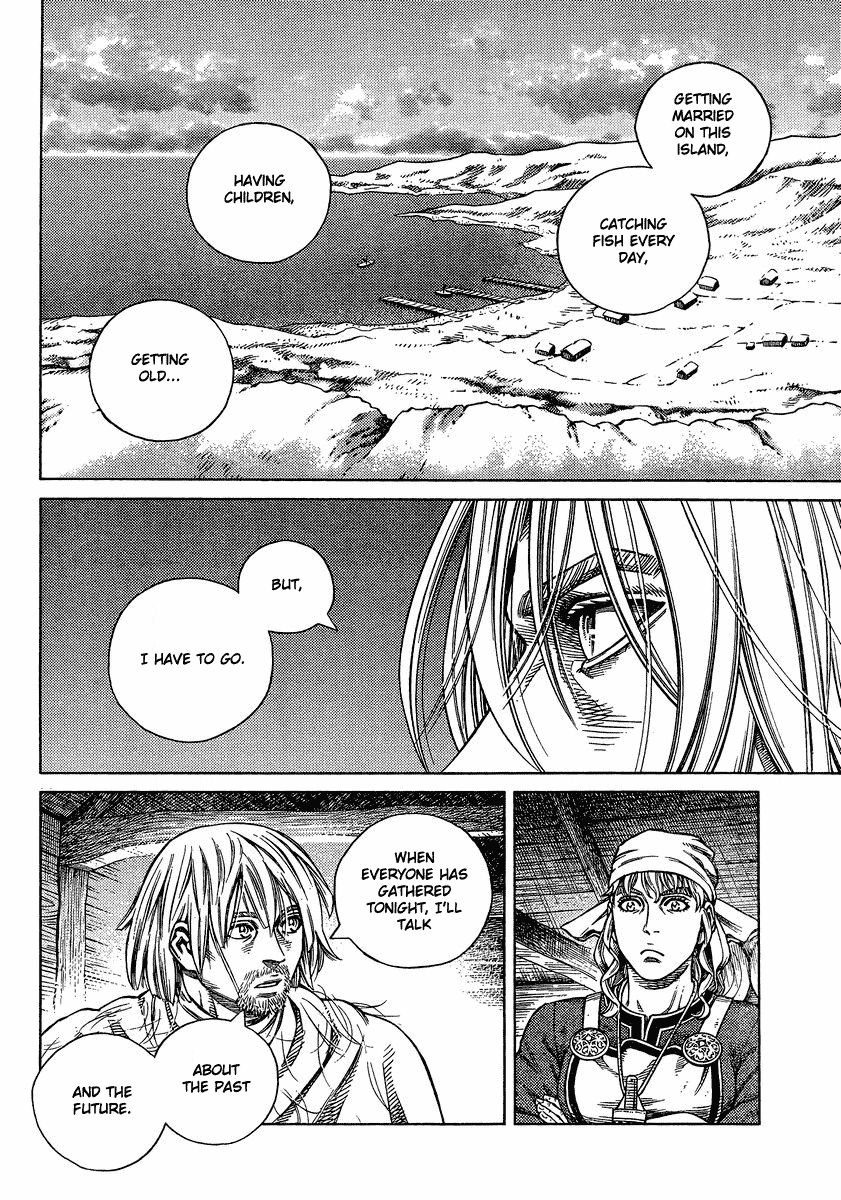 GETTING
MARRIED
ON THIS
ISLAND,
CATCHING
FISH EVERY
DAY,
HAVING
CHILDREN,
GETTING
OLD...
BUT,
I HAVE TO GO.
WHEN
EVERYONE HAS
GATHERED
TONIGHT, I'LL
TALK
ABOUT
THE PAST
AND THE
FUTURE.